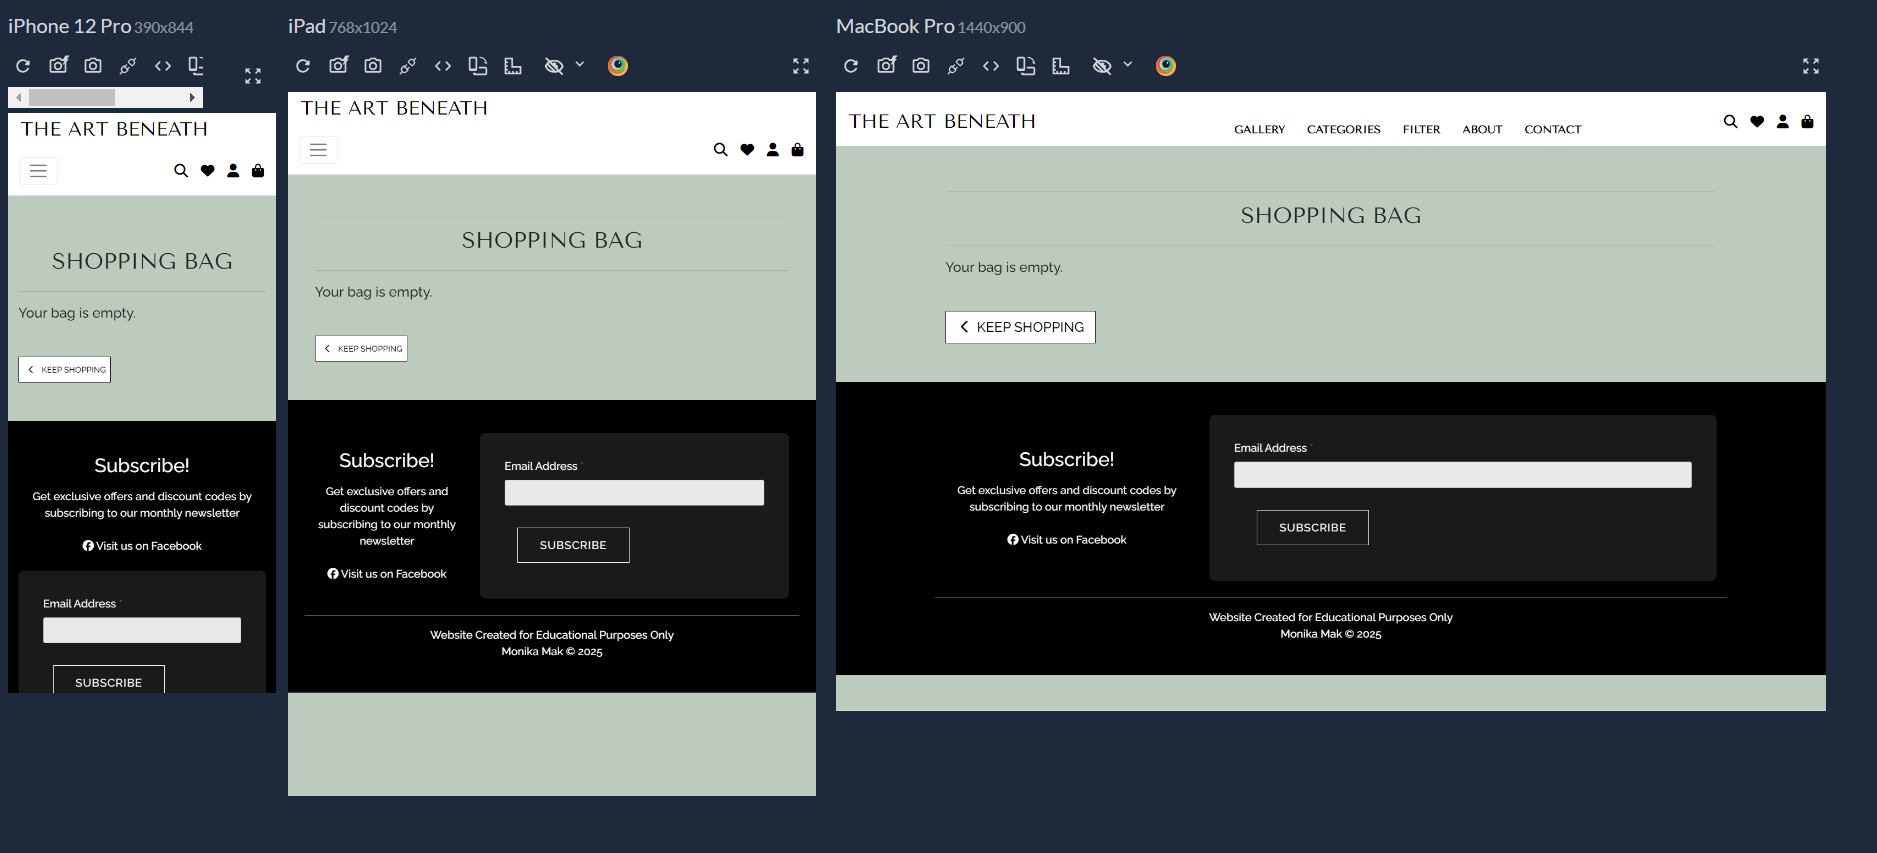 iPhone 12 Pro 390x844
THE ART BENEATH
SHOPPING BAG
Your bag is empty.
KEEP SHOPPING
Subscribe!
Get exclusive offers and discount codes by
subscribing to our monthly newsletter
Visit us on Facebook
Email Address *
SUBSCRIBE
iPad 768x1024
THE ART BENEATH
SHOPPING BAG
Your bag is empty.
KEEP SHOPPING
Subscribe!
Get exclusive offers and
discount codes by
subscribing to our monthly
newsletter
Visit us on Facebook
Email Address *
SUBSCRIBE
Website Created for Educational Purposes Only
Monika Mak © 2025
MacBook Pro 1440x900
THE ART BENEATH
GALLERY CATEGORIES FILTER ABOUT CONTACT
SHOPPING BAG
Your bag is empty.
KEEP SHOPPING
Subscribe!
Get exclusive offers and discount codes by
subscribing to our monthly newsletter
Visit us on Facebook
Email Address *
SUBSCRIBE
Website Created for Educational Purposes Only
Monika Mak © 2025